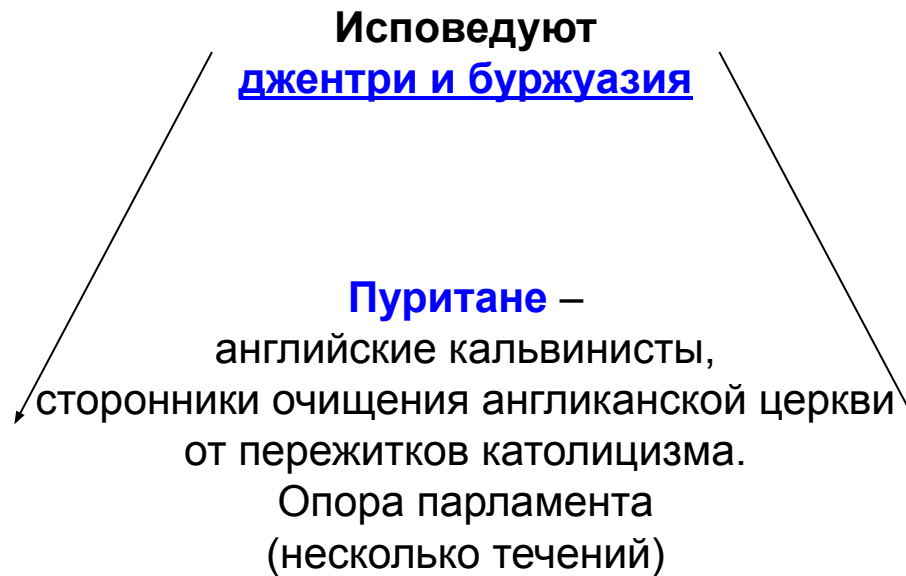 Исповедуют
джентри и буржуазия
Пуритане –
английские кальвинисты,
сторонники очищения англиканской церкви
от пережитков католицизма.
Опора парламента
(несколько течений)